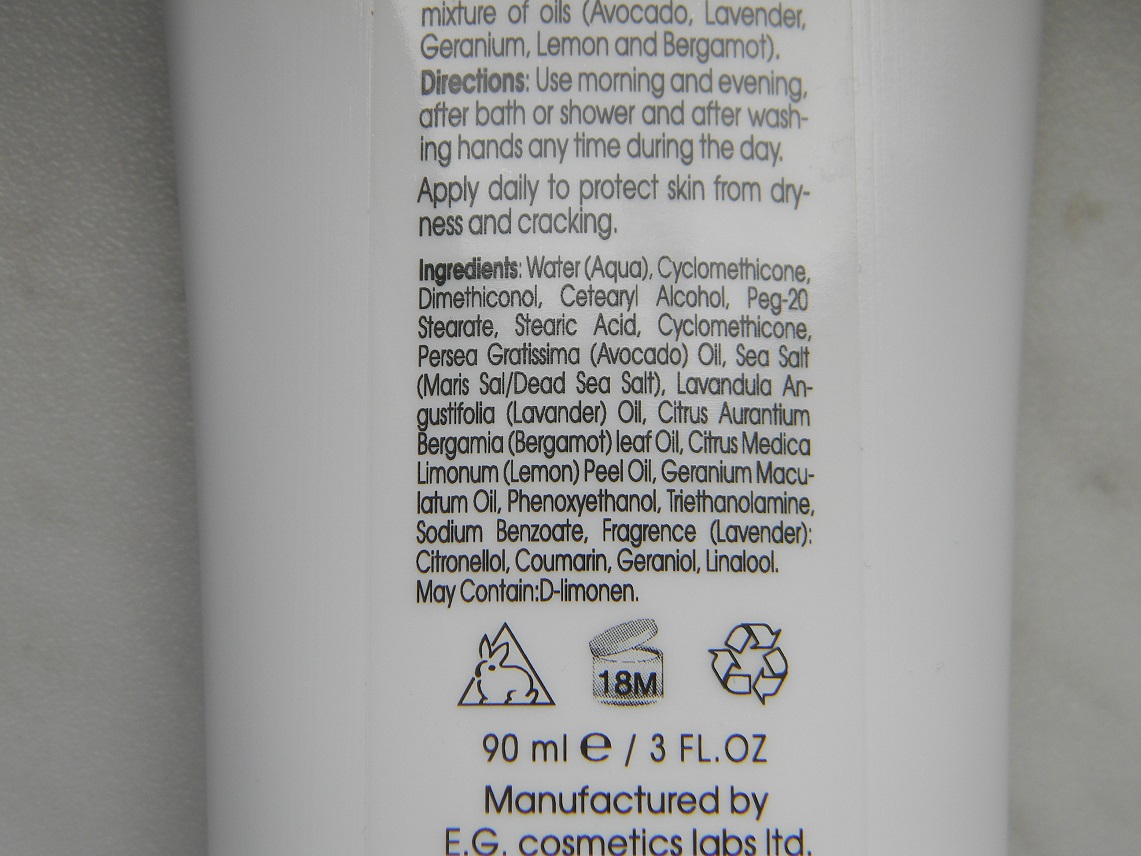 mixture of oils (Avocado, Lavender,
Geranium, Lemon and Bergamot).
Directions: Use morning and evening,
after bath or shower and after wash-
ing hands any time during the day.
Apply daily to protect skin from dry-
ness and cracking.
Ingredients: Water (Aqua), Cyclomethicone,
Dimethiconol, Cetearyl Alcohol, Peg-20
Stearate, Stearic Acid, Cyclomethicone,
Persea Gratissima (Avocado) Oil, Sea Salt
(Maris Sal/Dead Sea Salt), Lavandula An-
gustifolia (Lavander) Oil, Citrus Aurantium
Bergamia (Bergamot) leaf Oil, Citrus Medica
Limonum (Lemon) Peel Oil, Geranium Macu-
latum Oil, Phenoxyethanol, Triethanolamine,
Sodium Benzoate, Fragrence (Lavender):
Citronellol, Coumarin, Geraniol, Linalool.
May Contain:D-limonen.
18M
90 ml e / 3 FL.OZ
Manufactured by
E.G. cosmetics labs ltd.